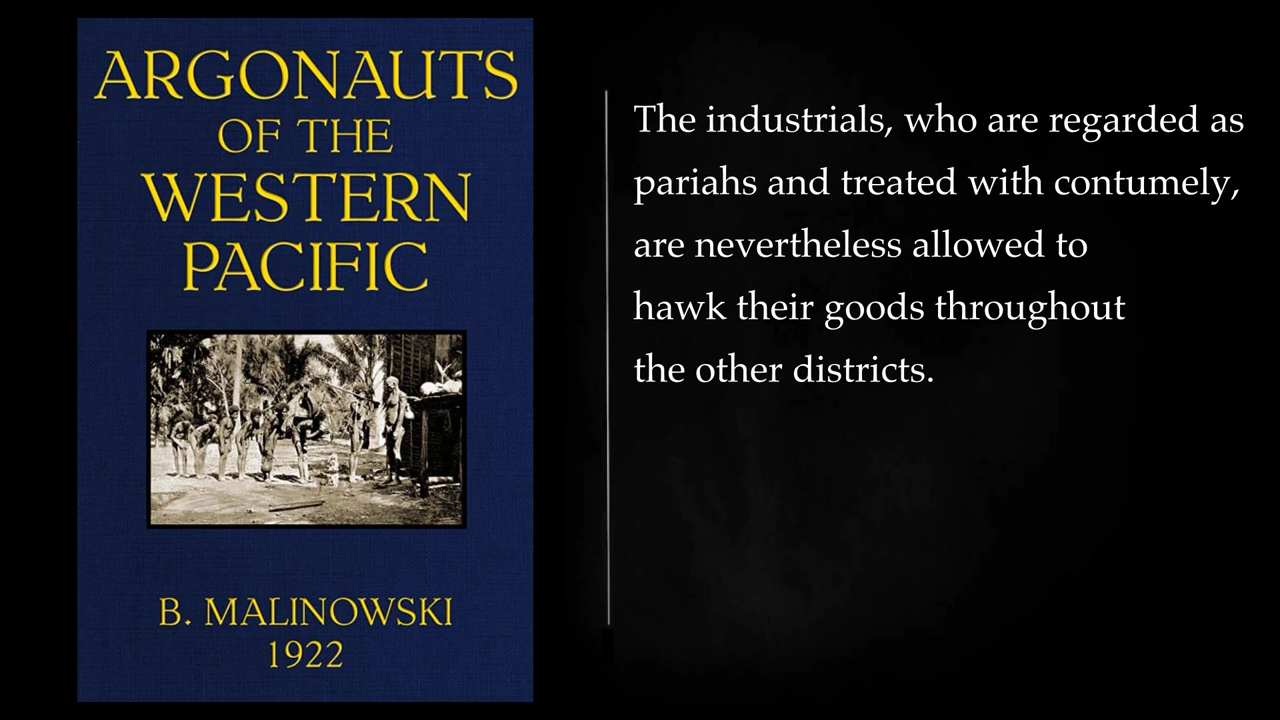 ARGONAUTS
OF THE
WESTERN
PACIFIC
B. MALINOWSKI
1922
The industrials, who are regarded as
pariahs and treated with contumely,
are nevertheless allowed to
hawk their goods throughout
the other districts.